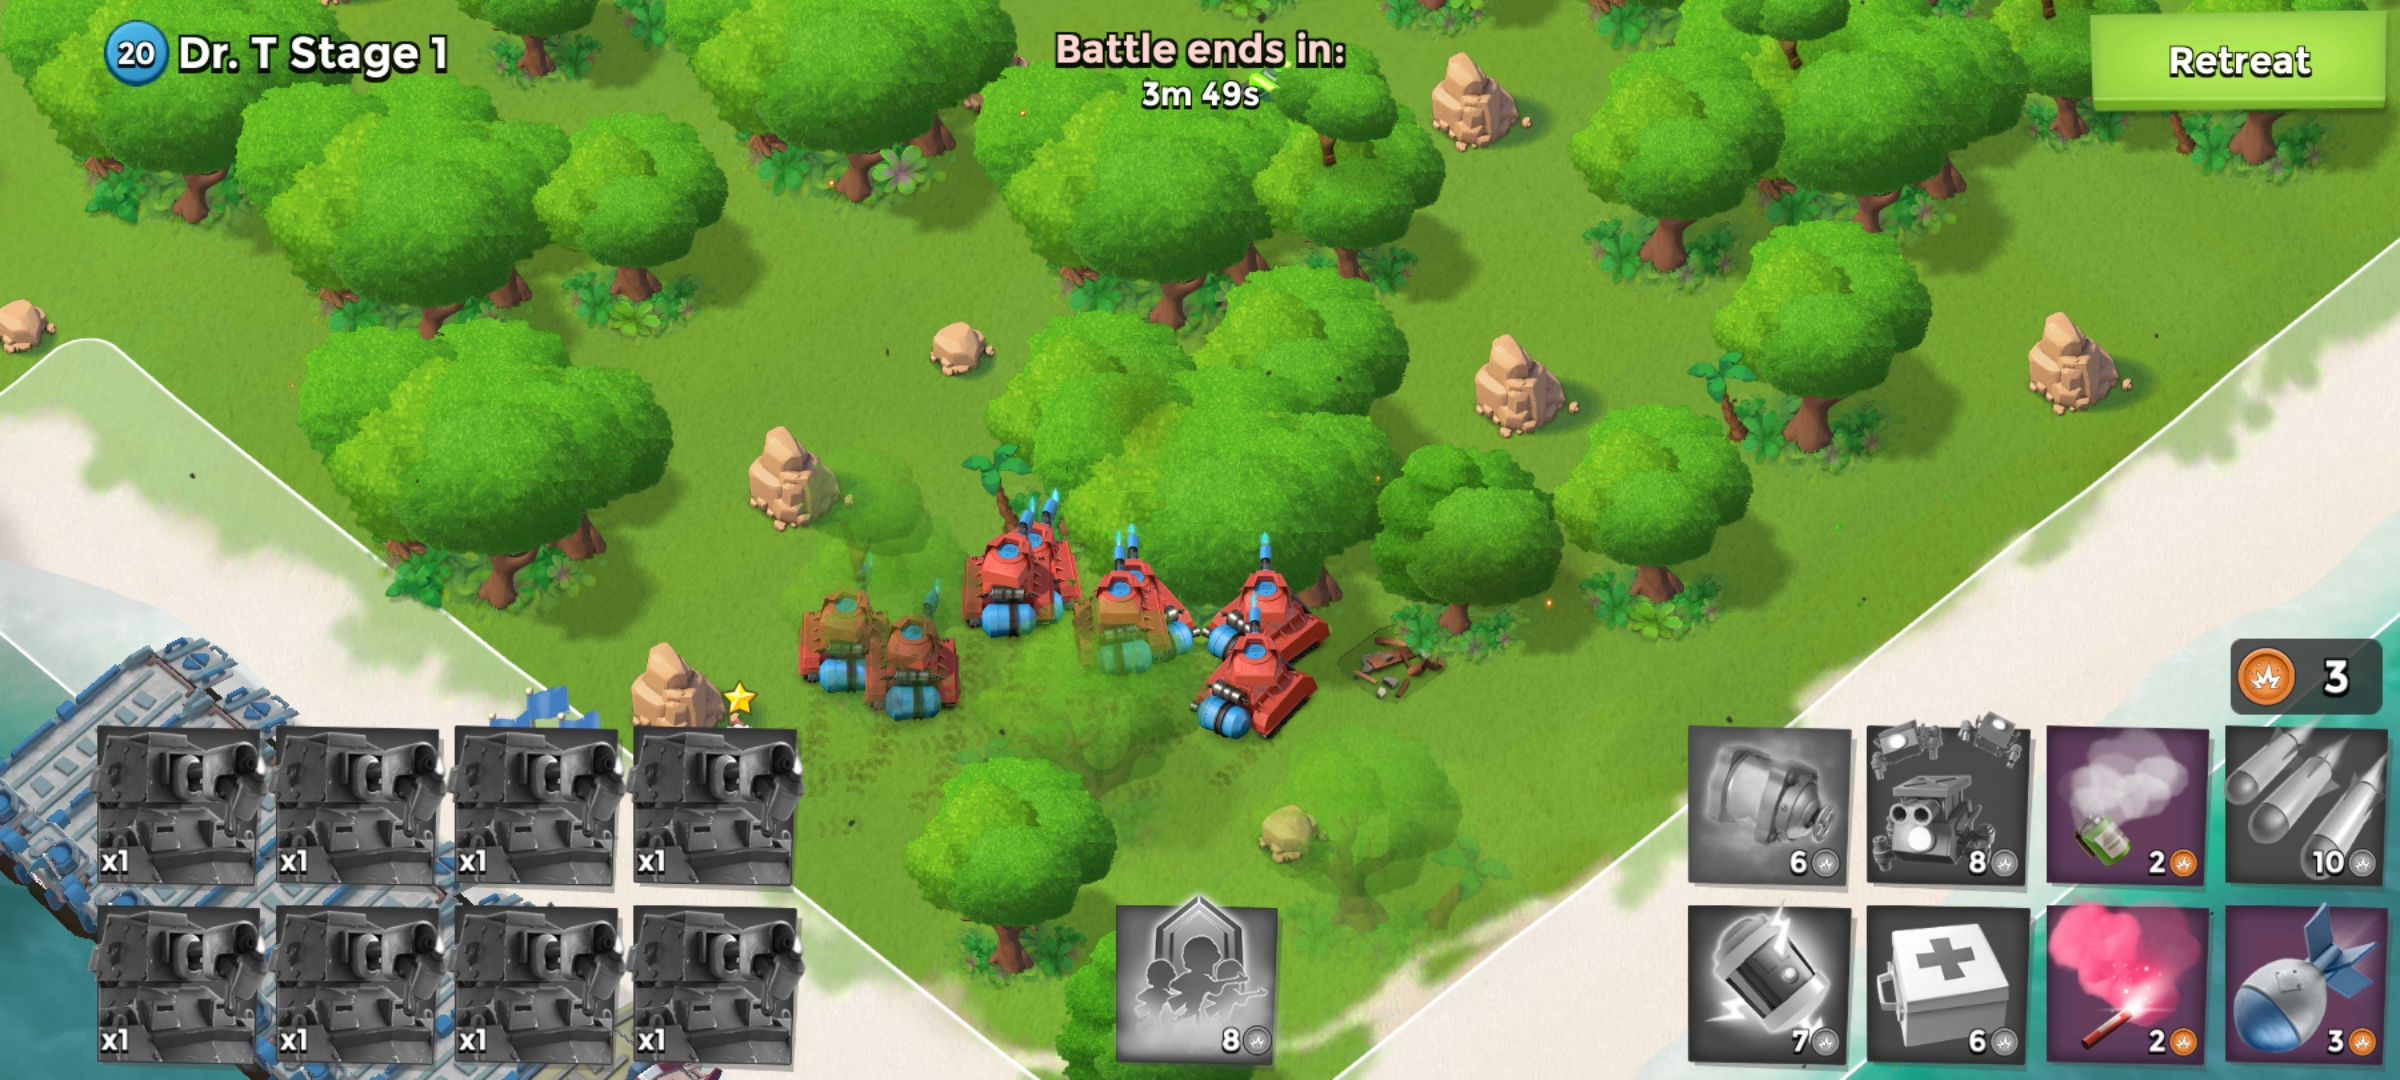 20 Dr. T Stage 1
Battle ends in:
3m 49s
Retreat
3
x1 x1 x1 x1
6 8 2 10
x1 x1 x1 x1
8
7 6 2 3